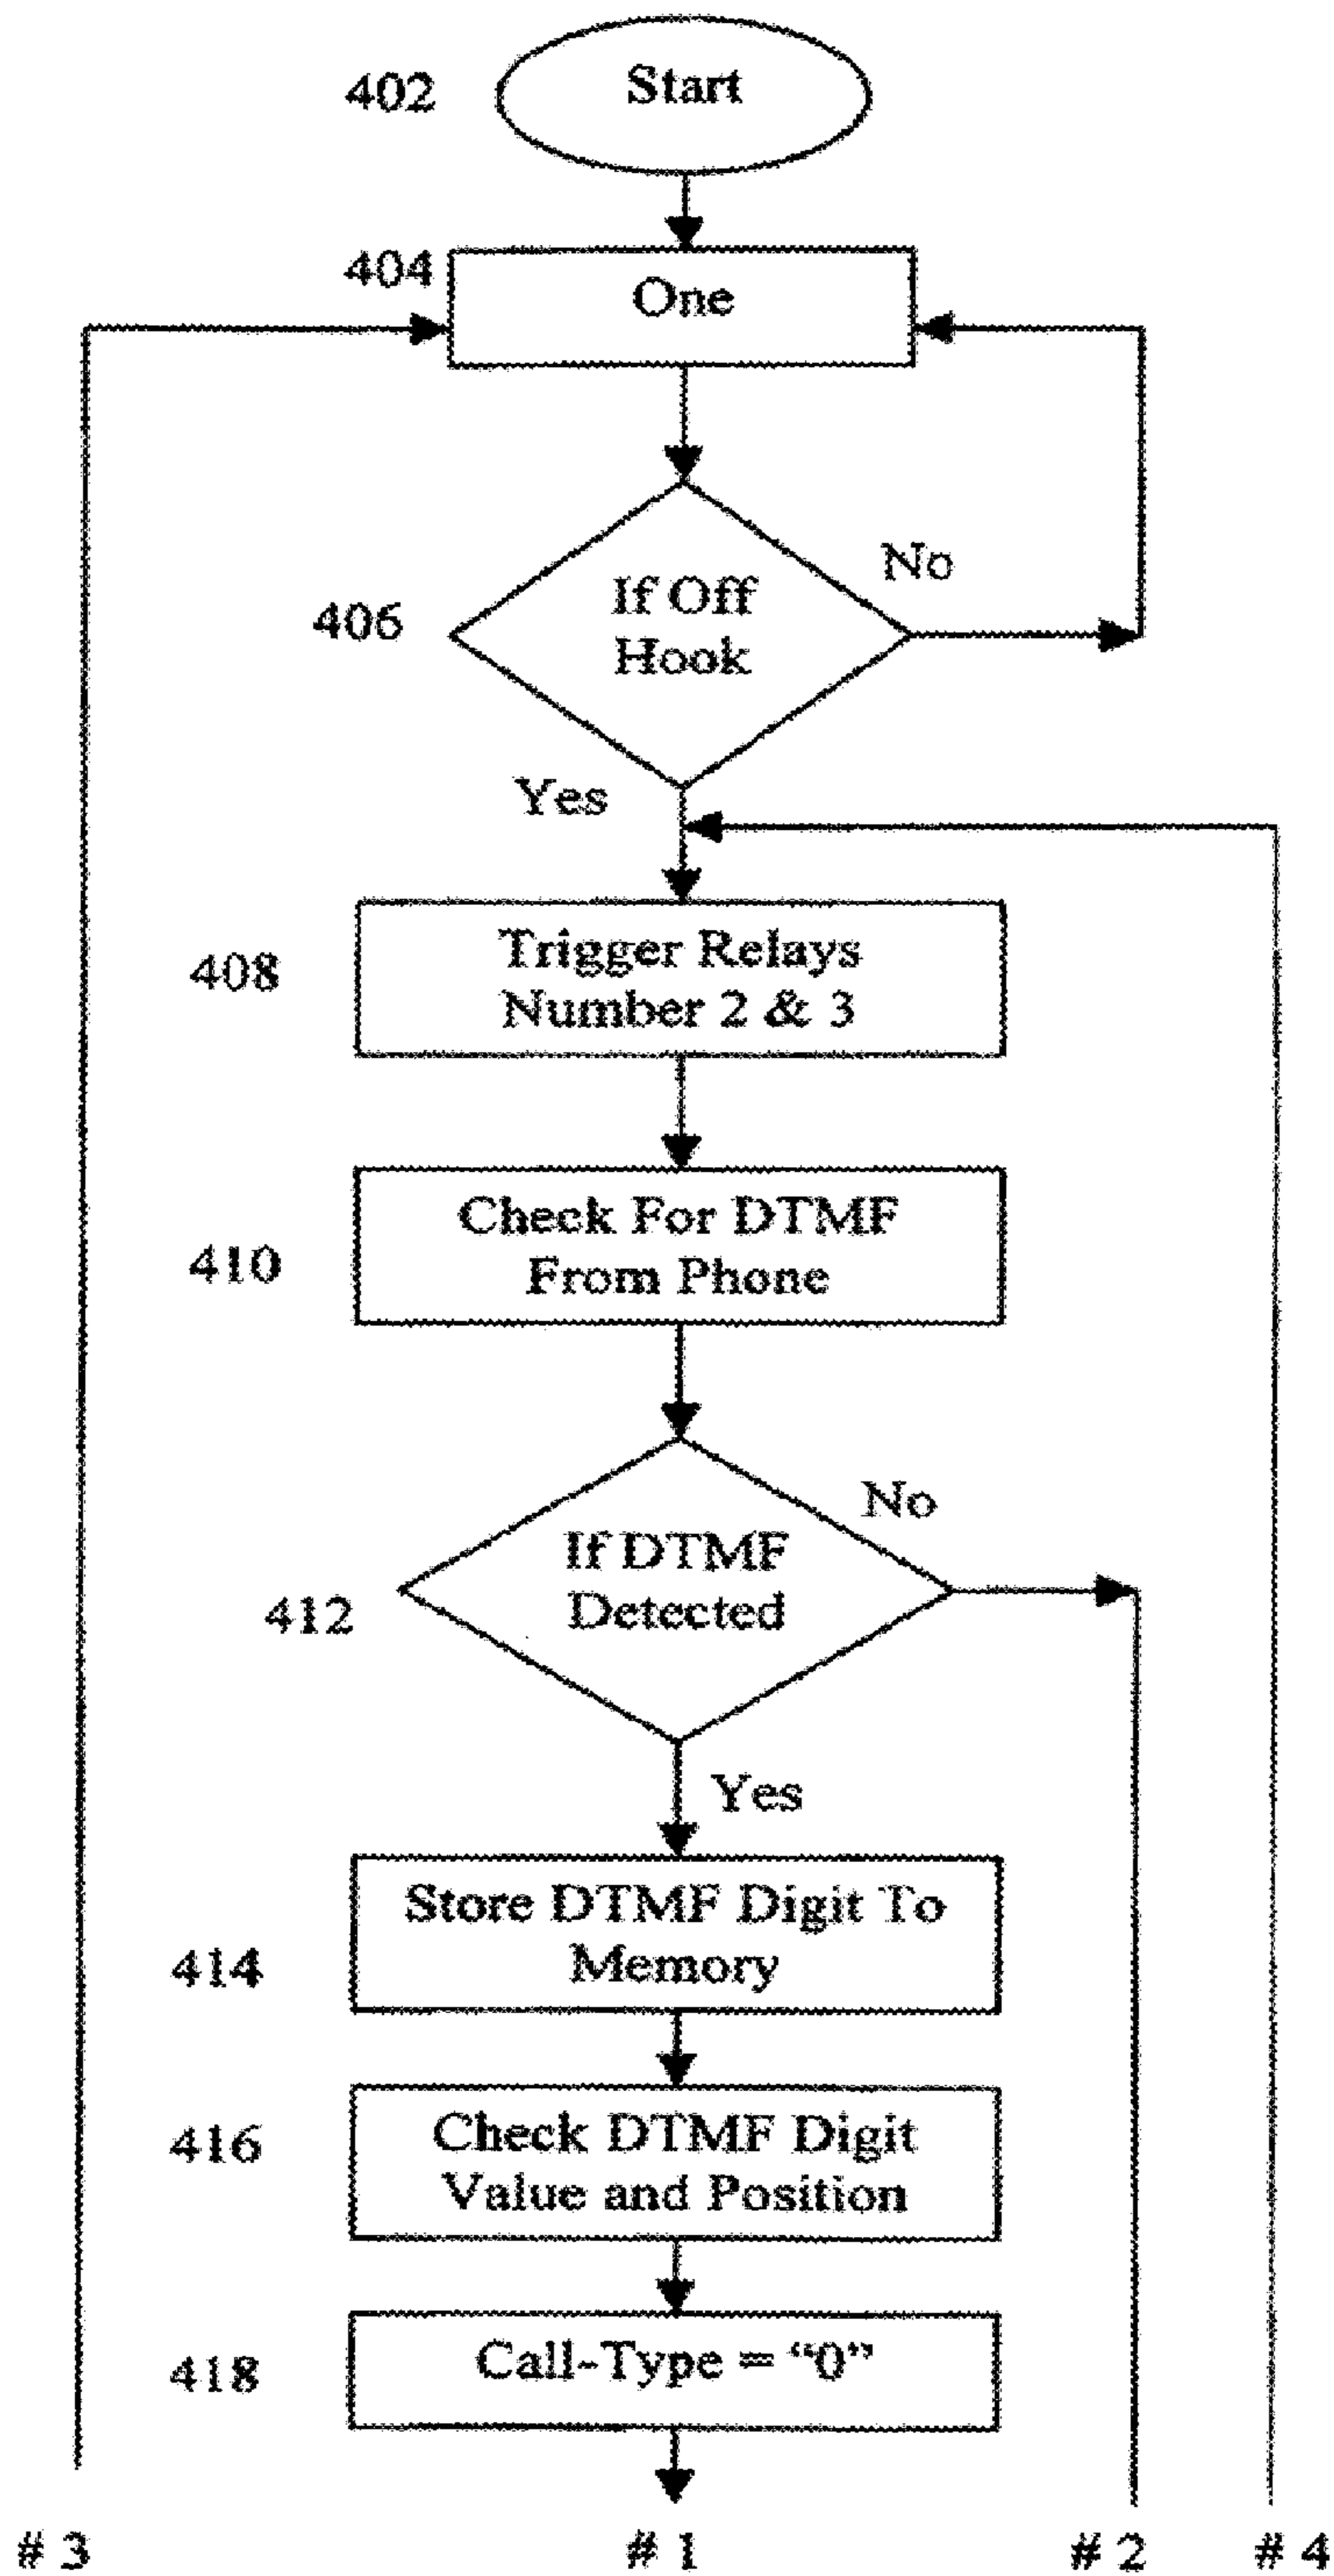 402
Start
404
One
406
If Off
Hook
No
Yes
408
Trigger Relays
Number 2 & 3
410
Check For DTMF
From Phone
412
If DTMF
Detected
No
Yes
414
Store DTMF Digit To
Memory
416
Check DTMF Digit
Value and Position
418
Call-Type = “0”
# 3
# 1
# 2
# 4